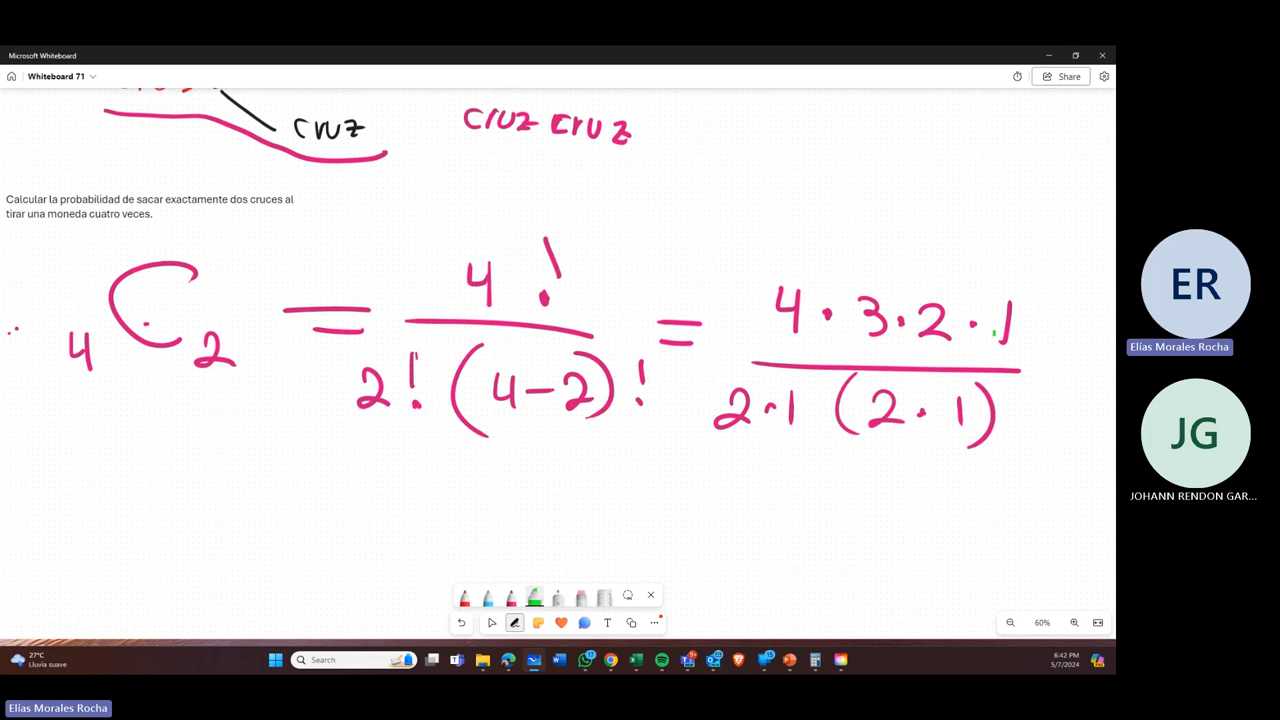 Microsoft Whiteboard
Whiteboard 71
Share
cruz
cruz cruz
Calcular la probabilidad de sacar exactamente dos cruces al
tirar una moneda cuatro veces.
4 C 2 = 4! / 2! (4-2)! = 4·3·2·1 / 2·1 (2·1)
ER
Elías Morales Rocha
JG
JOHANN RENDON GAR...
T
60%
27°C
Lluvia suave
Search
6:42 PM
5/7/2024
Elías Morales Rocha